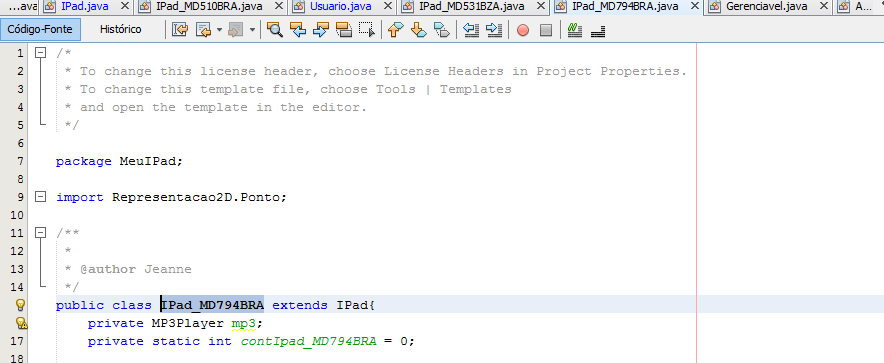 ...ava IPad.java IPad_MD510BRA.java Usuario.java IPad_MD531BZA.java IPad_MD794BRA.java Gerenciavel.java A...
Código-Fonte Histórico
1 /*
2 * To change this license header, choose License Headers in Project Properties.
3 * To change this template file, choose Tools | Templates
4 * and open the template in the editor.
5 */
6
7 package MeuIPad;
8
9 import Representacao2D.Ponto;
10
11 /**
12 *
13 * @author Jeanne
14 */
public class IPad_MD794BRA extends IPad{
private MP3Player mp3;
17 private static int contIpad_MD794BRA = 0;
18